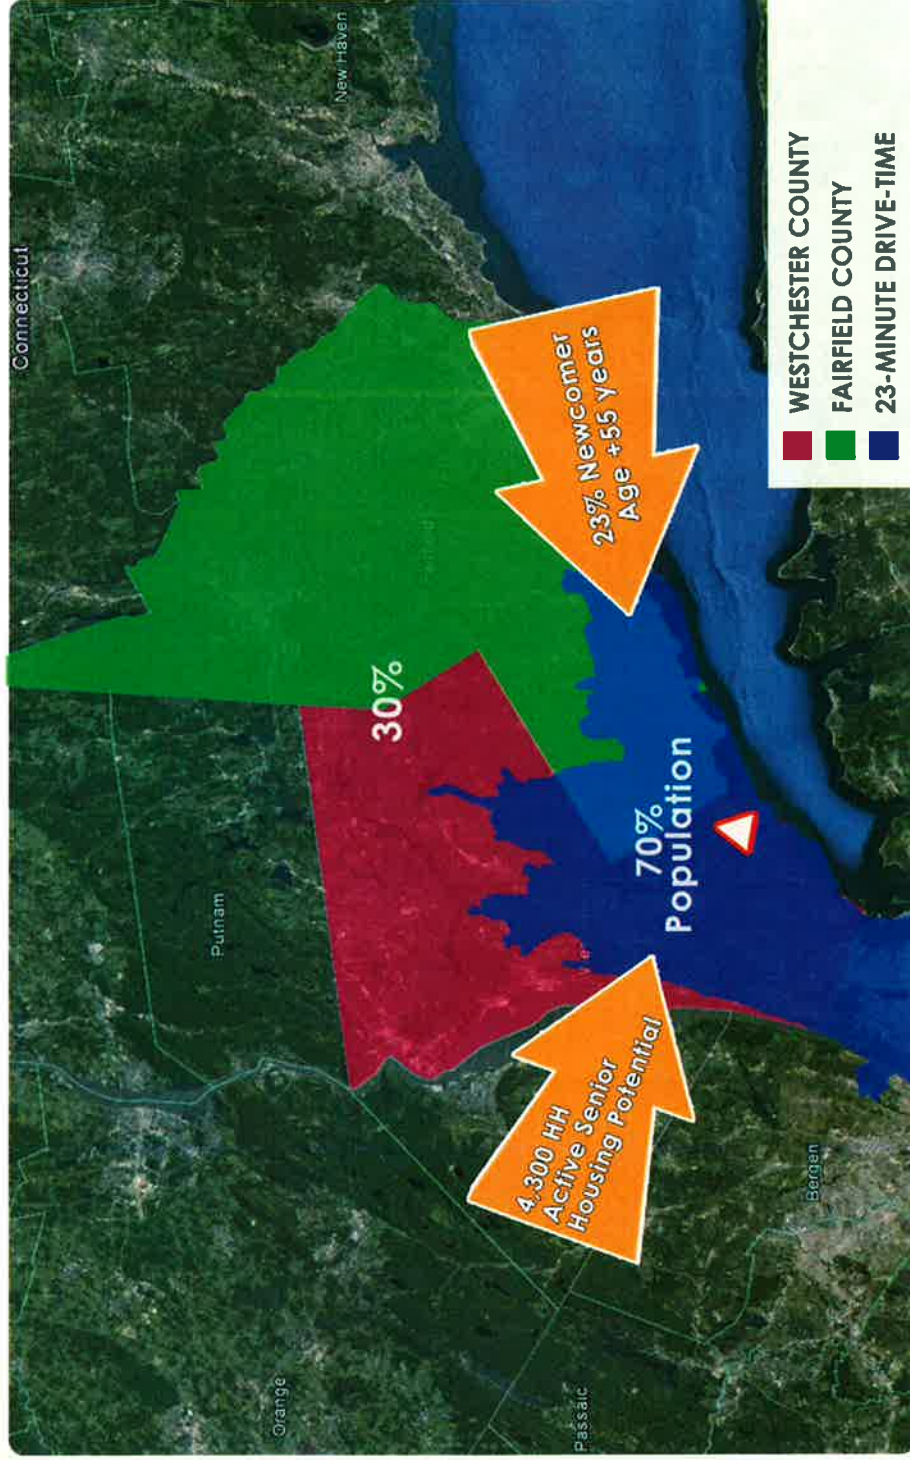 Connecticut
New Haven
Putnam
Orange
30%
70%
Population
23% Newcomer
Age +55 years
4,300 HH
Active Senior
Housing Potential
Bergen
Passaic
WESTCHESTER COUNTY
FAIRFIELD COUNTY
23-MINUTE DRIVE-TIME